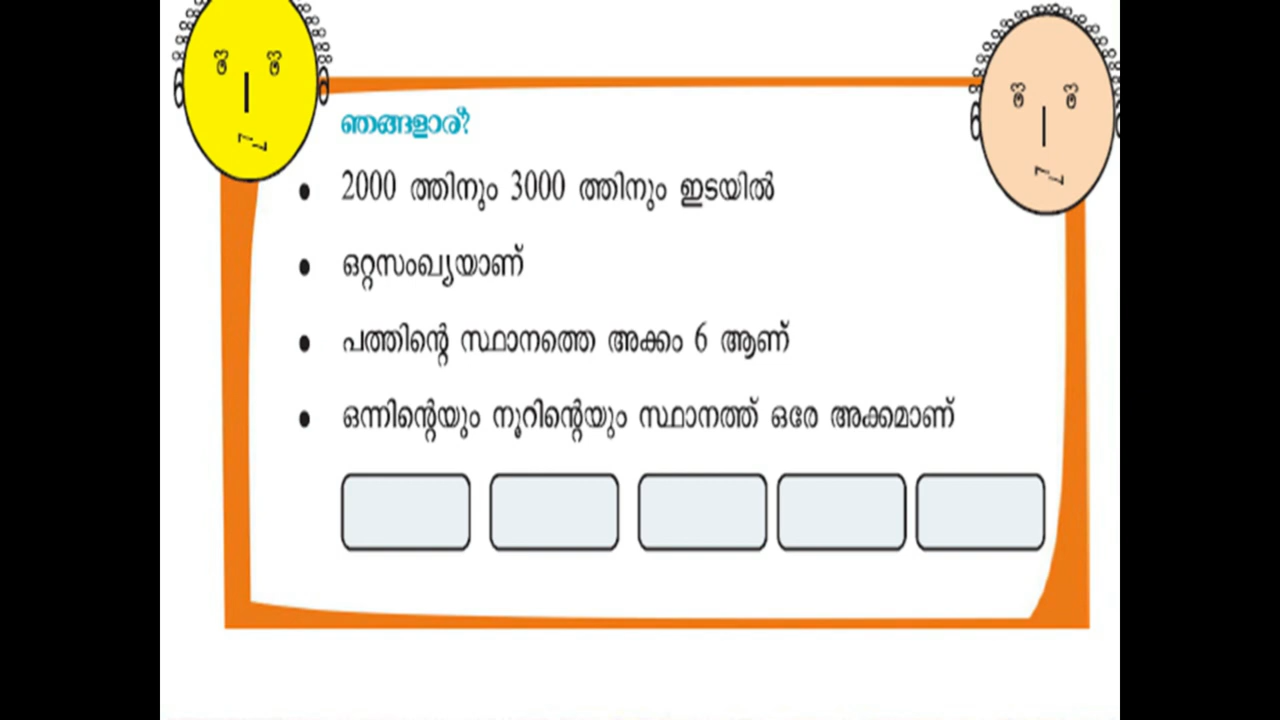 ഞങ്ങളാര്?
• 2000 ത്തിനും 3000 ത്തിനും ഇടയിൽ
• ഒറ്റസംഖ്യയാണ്
• പത്തിന്റെ സ്ഥാനത്തെ അക്കം 6 ആണ്
• ഒന്നിന്റെയും നൂറിന്റെയും സ്ഥാനത്ത് ഒരേ അക്കമാണ്